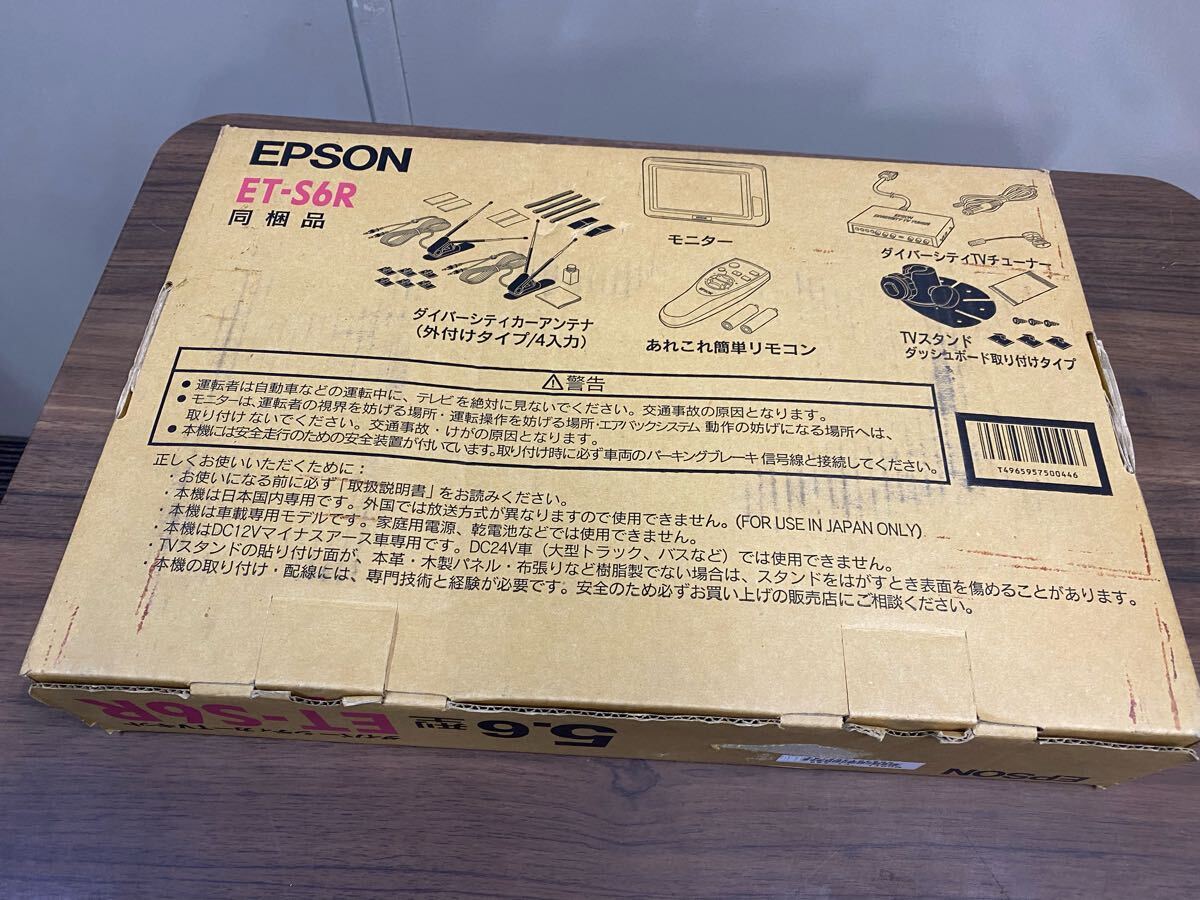 EPSON
ET-S6R
同梱品
モニター
EPSON
DIVERSITY TV TUNER
ダイバーシティTVチューナー
ダイバーシティカーアンテナ
(外付けタイプ/4入力)
あれこれ簡単リモコン
TVスタンド
ダッシュボード取り付けタイプ
⚠警告
●運転者は自動車などの運転中に、テレビを絶対に見ないでください。交通事故の原因となります。
●モニターは、運転者の視界を妨げる場所・運転操作を妨げる場所・エアバックシステム 動作の妨げになる場所へは、
取り付けないでください。交通事故・けがの原因となります。
●本機には安全走行のための安全装置が付いています。取り付け時に必ず車両のパーキングブレーキ信号線と接続してください。
T4965957500446
正しくお使いいただくために：
・お使いになる前に必ず「取扱説明書」をお読みください。
・本機は日本国内専用です。外国では放送方式が異なりますので使用できません。(FOR USE IN JAPAN ONLY)
・本機は車載専用モデルです。家庭用電源、乾電池などでは使用できません。
・本機はDC12Vマイナスアース車専用です。DC24V車（大型トラック、バスなど）では使用できません。
・TVスタンドの貼り付け面が、本革・木製パネル・布張りなど樹脂製でない場合は、スタンドをはがすとき表面を傷めることがあります。
・本機の取り付け・配線には、専門技術と経験が必要です。安全のため必ずお買い上げの販売店にご相談ください。
EPSON
5.6型
ET-S6R